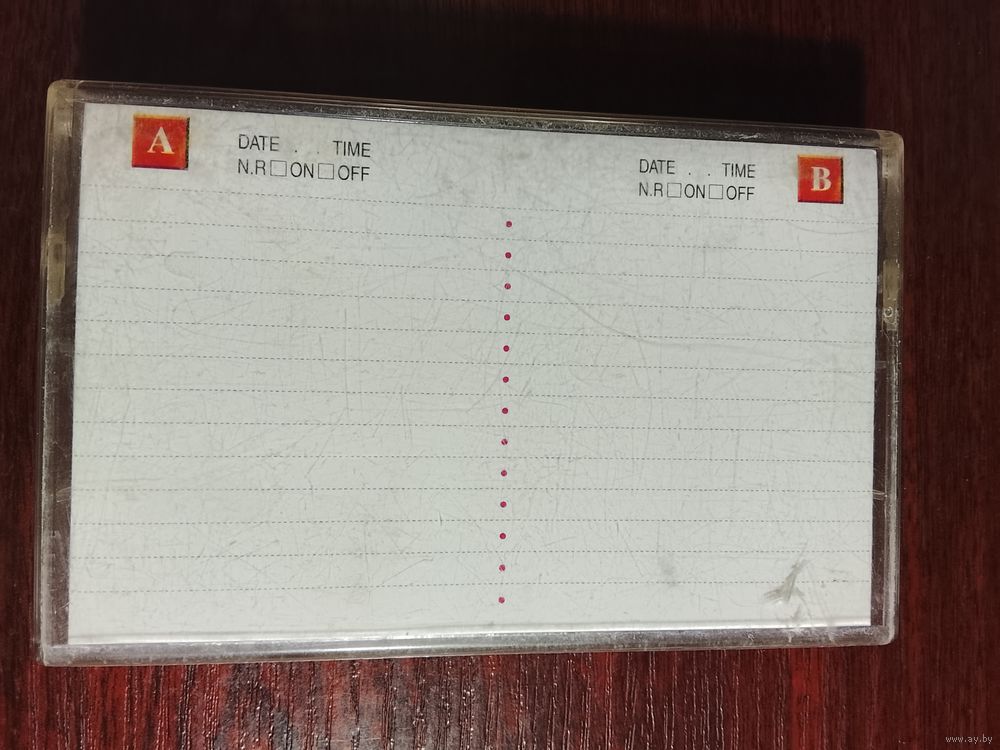 A
DATE . . TIME
N.R□ON□OFF
DATE . . TIME
N.R□ON□OFF
B
www.ay.by